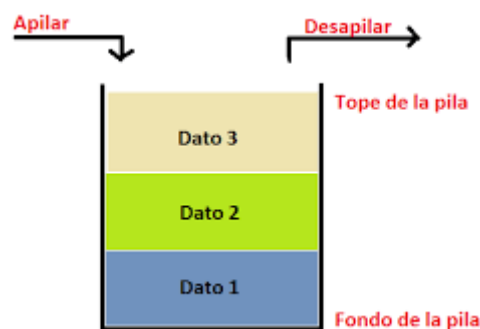 Apilar
Desapilar
Tope de la pila
Dato 3
Dato 2
Dato 1
Fondo de la pila